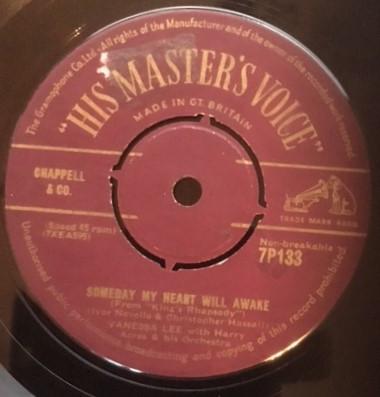 The Gramophone Co. Ltd. All rights of the Manufacturer and of the owner of the recorded work reserved
"HIS MASTER'S VOICE"
MADE IN GT. BRITAIN
CHAPPELL
& CO.
TRADE MARK
(Speed 45 rpm)
(7XEA595)
Non-breakable
7P133
SOMEDAY MY HEART WILL AWAKE
(From "King's Rhapsody")
(Ivor Novello & Christopher Hassall)
VANESSA LEE with Harry
Acres & his Orchestra
Unauthorised public performance, broadcasting and copying of this record prohibited